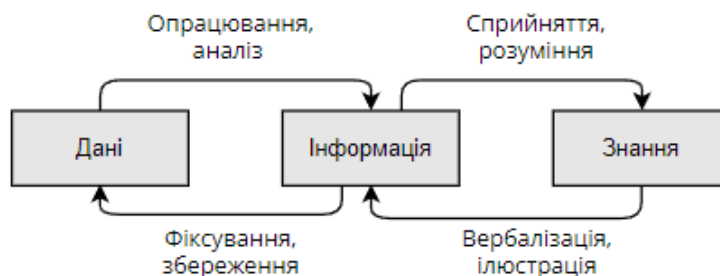 Опрацювання,
аналіз
Сприйняття,
розуміння
Дані
Інформація
Знання
Фіксування,
збереження
Вербалізація,
ілюстрація